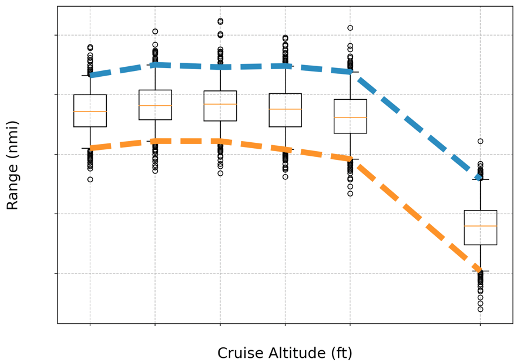 Range (nmi)
Cruise Altitude (ft)